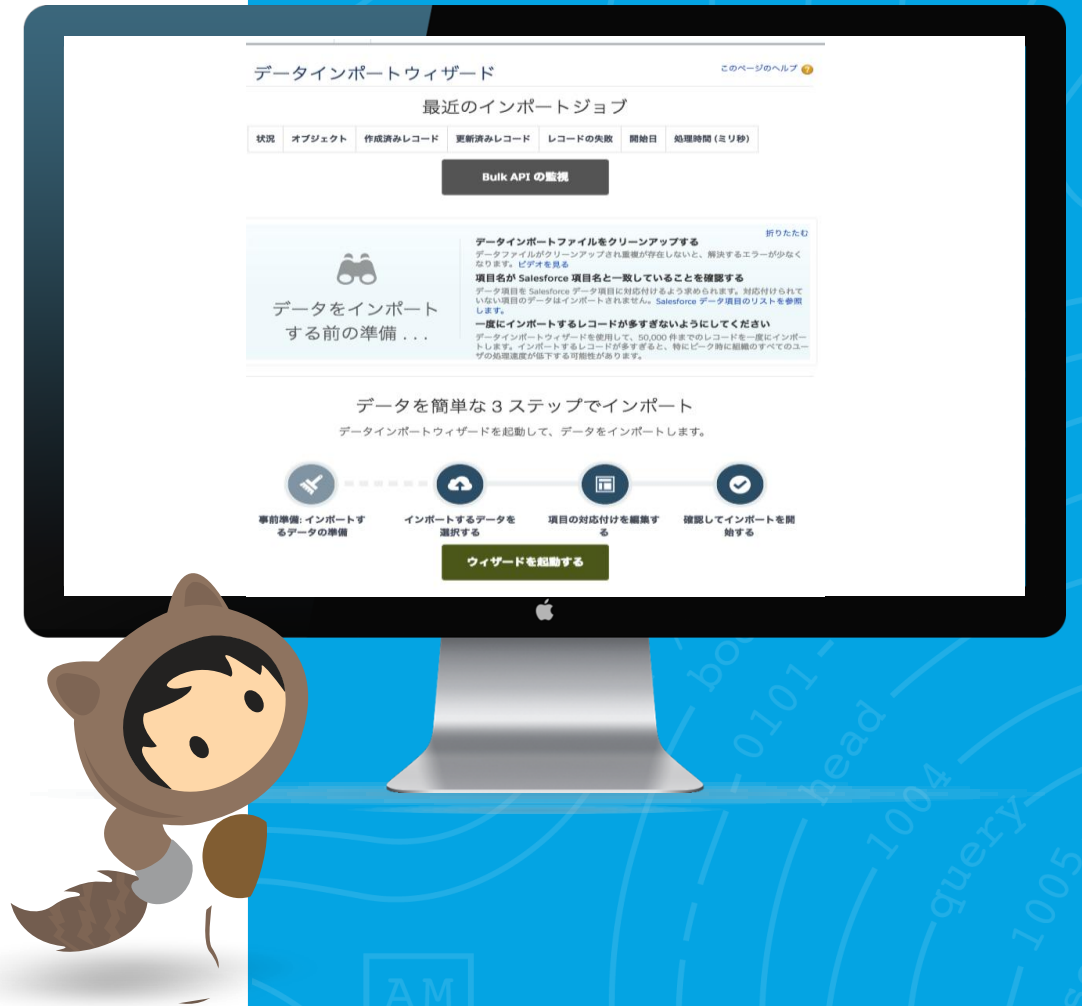 データインポートウィザード
このページのヘルプ
最近のインポートジョブ
状況 オブジェクト 作成済みレコード 更新済みレコード レコードの失敗 開始日 処理時間 (ミリ秒)
Bulk API の監視
折りたたむ
データをインポート
する前の準備 . . .
データインポートファイルをクリーンアップする
データファイルがクリーンアップされ重複が存在しないと、解決するエラーが少なく
なります。ビデオを見る
項目名が Salesforce 項目名と一致していることを確認する
データ項目を Salesforce データ項目に対応付けるよう求められます。対応付けられて
いない項目のデータはインポートされません。Salesforce データ項目のリストを参照
します。
一度にインポートするレコードが多すぎないようにしてください
データインポートウィザードを使用して、50,000 件までのレコードを一度にインポー
トします。インポートするレコードが多すぎると、特にピーク時に組織のすべてのユー
ザの処理速度が低下する可能性があります。
データを簡単な 3 ステップでインポート
データインポートウィザードを起動して、データをインポートします。
事前準備: インポートす
るデータの準備
インポートするデータを
選択する
項目の対応付けを編集す
る
確認してインポートを開
始する
ウィザードを起動する
0101
head
1004
query
1005
AM